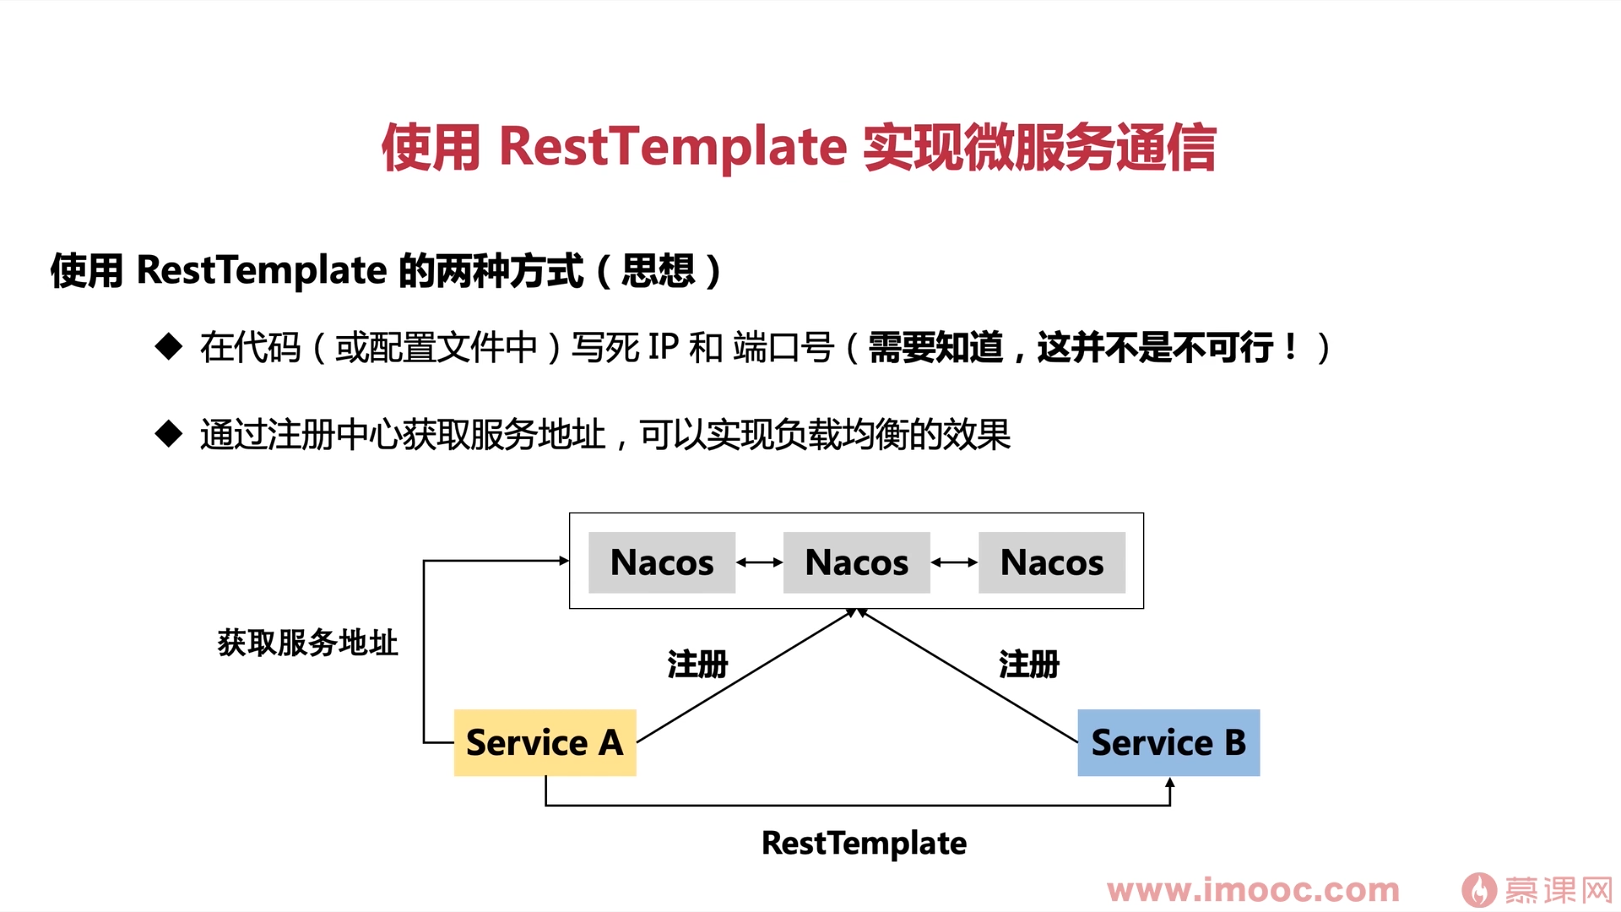 使用 RestTemplate 实现微服务通信
使用 RestTemplate 的两种方式（思想）
◆ 在代码（或配置文件中）写死 IP 和 端口号（需要知道，这并不是不可行！）
◆ 通过注册中心获取服务地址，可以实现负载均衡的效果
Nacos Nacos Nacos
获取服务地址
注册 注册
Service A Service B
RestTemplate
www.imooc.com 慕课网